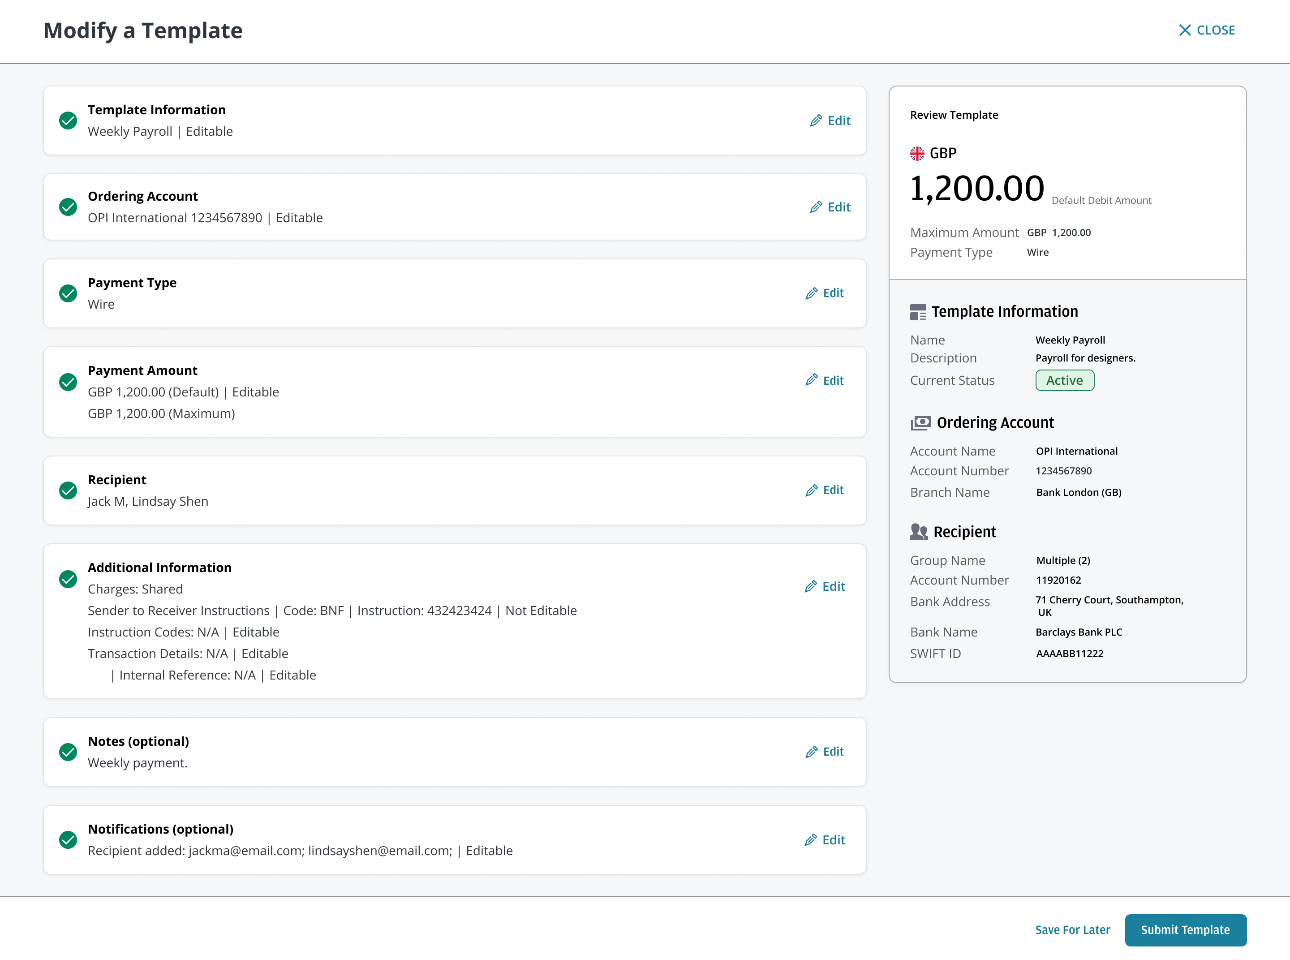 Modify a Template
CLOSE
Template Information
Weekly Payroll | Editable
Edit
Ordering Account
OPI International 1234567890 | Editable
Edit
Payment Type
Wire
Edit
Payment Amount
GBP 1,200.00 (Default) | Editable
GBP 1,200.00 (Maximum)
Edit
Recipient
Jack M, Lindsay Shen
Edit
Additional Information
Charges: Shared
Sender to Receiver Instructions | Code: BNF | Instruction: 432423424 | Not Editable
Instruction Codes: N/A | Editable
Transaction Details: N/A | Editable
| Internal Reference: N/A | Editable
Edit
Notes (optional)
Weekly payment.
Edit
Notifications (optional)
Recipient added: jackma@email.com; lindsayshen@email.com; | Editable
Edit
Review Template
GBP
1,200.00 Default Debit Amount
Maximum Amount GBP 1,200.00
Payment Type Wire
Template Information
Name Weekly Payroll
Description Payroll for designers.
Current Status Active
Ordering Account
Account Name OPI International
Account Number 1234567890
Branch Name Bank London (GB)
Recipient
Group Name Multiple (2)
Account Number 11920162
Bank Address 71 Cherry Court, Southampton,
UK
Bank Name Barclays Bank PLC
SWIFT ID AAAABB11222
Save For Later
Submit Template